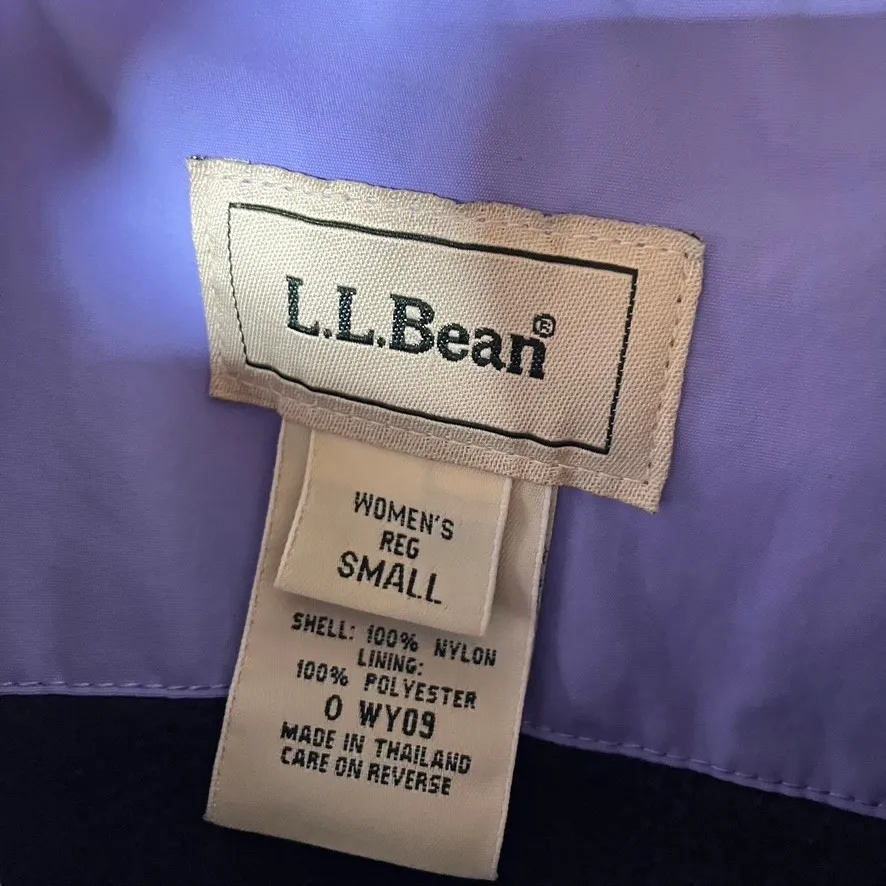 L.L.Bean®
WOMEN'S
REG
SMALL
SHELL: 100% NYLON
LINING:
100% POLYESTER
0 WY09
MADE IN THAILAND
CARE ON REVERSE